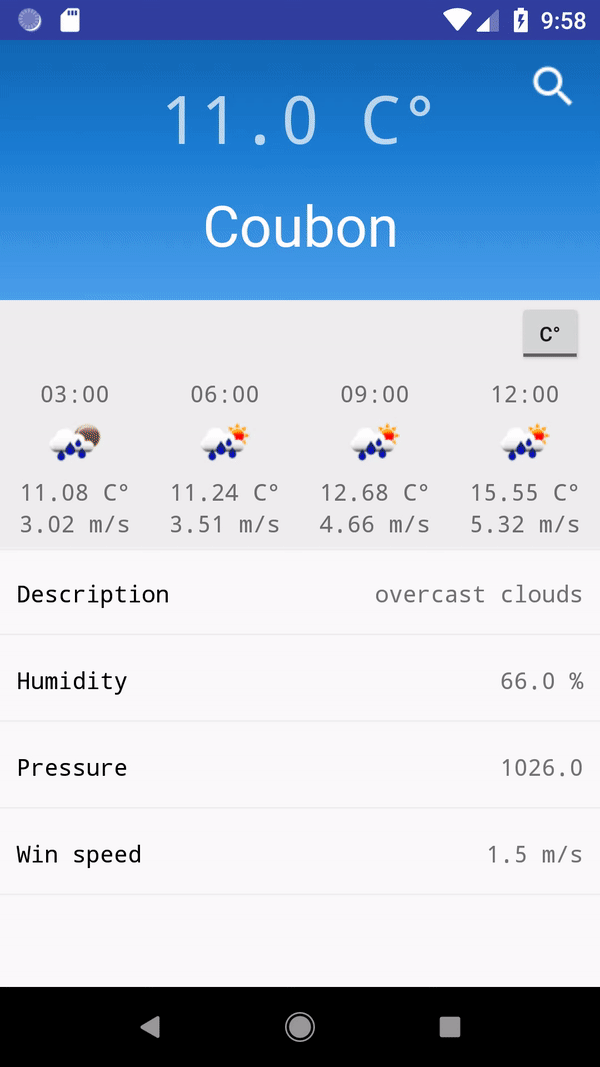 9:58
11.0 C°
Coubon
C°
03:00 06:00 09:00 12:00
11.08 C° 11.24 C° 12.68 C° 15.55 C°
3.02 m/s 3.51 m/s 4.66 m/s 5.32 m/s
Description overcast clouds
Humidity 66.0 %
Pressure 1026.0
Win speed 1.5 m/s